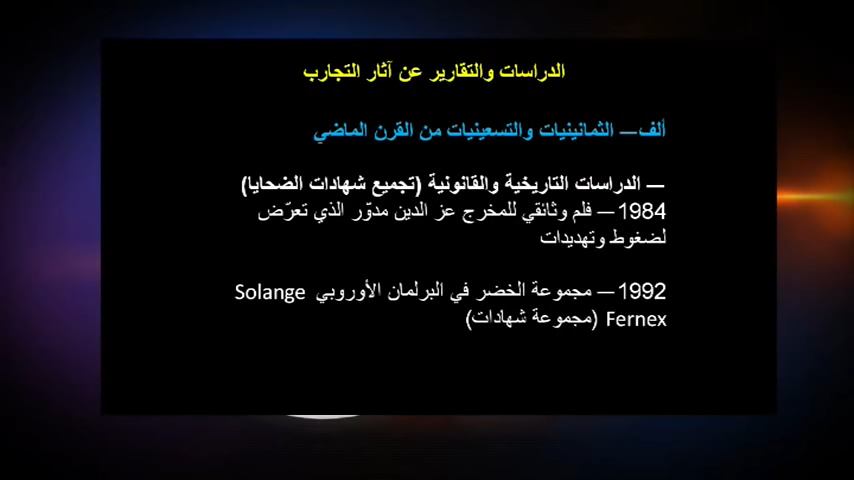 الدراسات والتقارير عن آثار التجارب
ألف— الثمانينيات والتسعينيات من القرن الماضي
— الدراسات التاريخية والقانونية (تجميع شهادات الضحايا)
1984— فلم وثائقي للمخرج عز الدين مدوّر الذي تعرّض
لضغوط وتهديدات
1992— مجموعة الخضر في البرلمان الأوروبي Solange
Fernex (مجموعة شهادات)